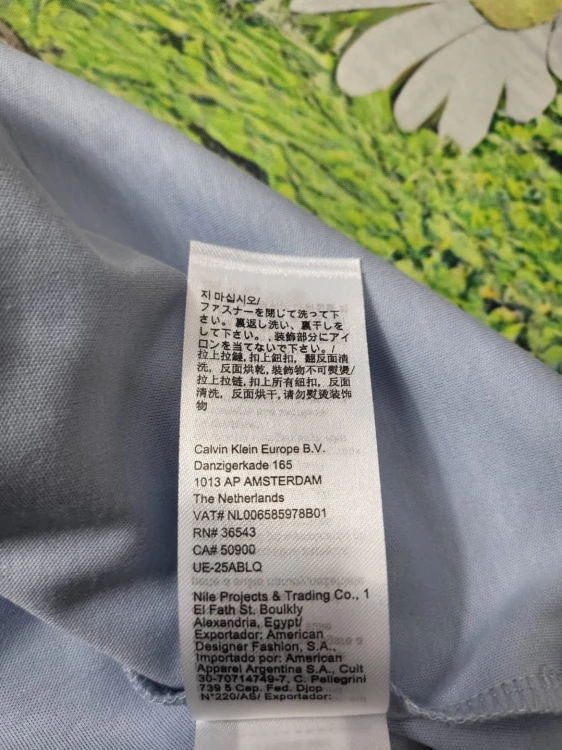 지 마십시오/
ファスナーを閉じて洗って下
さい。裏返し洗い、裏干しを
して下さい。,装飾部分にアイ
ロンを当てないで下さい。/
拉上拉鏈,扣上鈕扣, 翻反面清
洗, 反面烘乾,裝飾物不可熨燙/
拉上拉链,扣上所有纽扣, 反面
清洗, 反面烘干,请勿熨烫装饰
物
Calvin Klein Europe B.V.
Danzigerkade 165
1013 AP AMSTERDAM
The Netherlands
VAT# NL006585978B01
RN# 36543
CA# 50900
UE-25ABLQ
Nile Projects & Trading Co., 1
El Fath St. Boulkly
Alexandria, Egypt/
Exportador: American
Designer Fashion, S.A.,
Importado por: American
Apparel Argentina S.A., Cuit
30-70714749-7, C. Pellegrini
739 5 Cap. Fed. Djcp
N°220/AS/ Exportador: